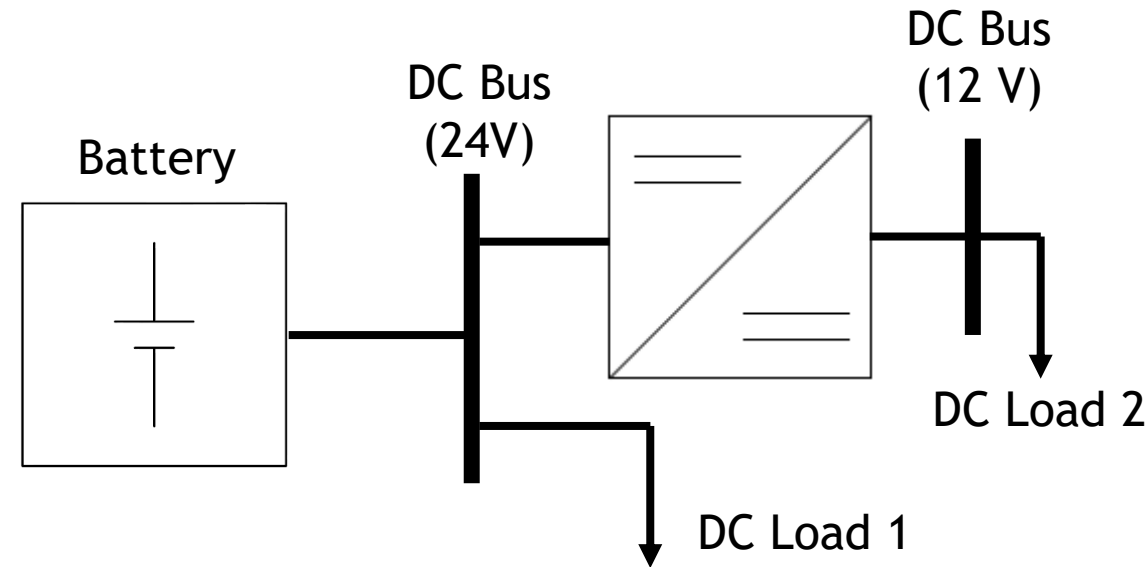 Battery
DC Bus
(24V)
DC Bus
(12 V)
DC Load 2
DC Load 1